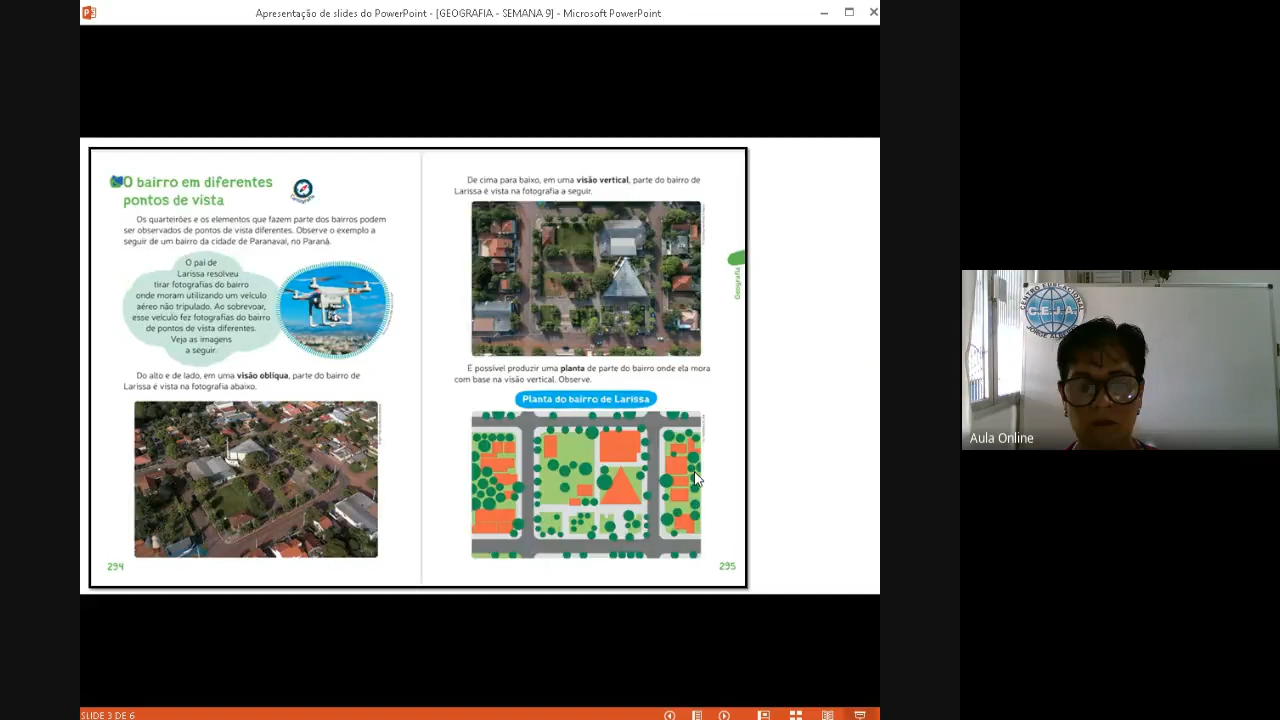 Apresentação de slides do PowerPoint - [GEOGRAFIA - SEMANA 9] - Microsoft PowerPoint
O bairro em diferentes
pontos de vista
Cartografia
Os quarteirões e os elementos que fazem parte dos bairros podem
ser observados de pontos de vista diferentes. Observe o exemplo a
seguir de um bairro da cidade de Paranavaí, no Paraná.
O pai de
Larissa resolveu
tirar fotografias do bairro
onde moram utilizando um veículo
aéreo não tripulado. Ao sobrevoar,
esse veículo fez fotografias do bairro
de pontos de vista diferentes.
Veja as imagens
a seguir.
Do alto e de lado, em uma visão oblíqua, parte do bairro de
Larissa é vista na fotografia abaixo.
294
De cima para baixo, em uma visão vertical, parte do bairro de
Larissa é vista na fotografia a seguir.
Geografia
É possível produzir uma planta de parte do bairro onde ela mora
com base na visão vertical. Observe.
Planta do bairro de Larissa
295
CENTRO EDUCACIONAL
C.E.J.A.
Aula Online
SLIDE 3 DE 6